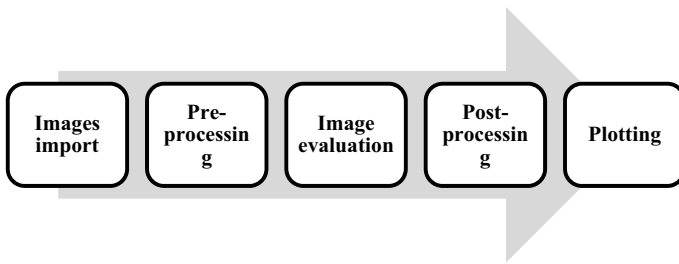 Images
import
Pre-
processin
g
Image
evaluation
Post-
processin
g
Plotting